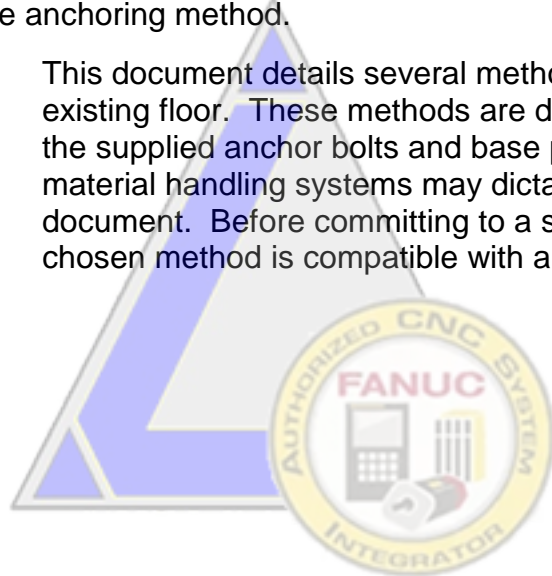 e anchoring method.
This document details several metho
existing floor. These methods are d
the supplied anchor bolts and base p
material handling systems may dicta
document. Before committing to a s
chosen method is compatible with a
AUTHORIZED CNC SYSTEM
FANUC
INTEGRATOR